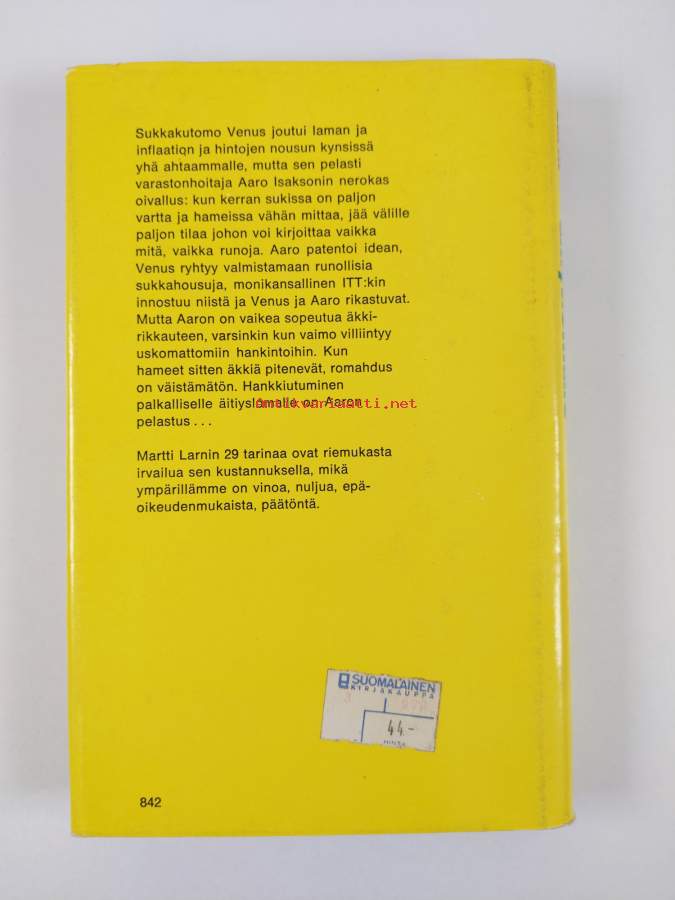 Sukkakutomo Venus joutui laman ja
inflaation ja hintojen nousun kynsissä
yhä ahtaammalle, mutta sen pelasti
varastonhoitaja Aaro Isaksonin nerokas
oivallus: kun kerran sukissa on paljon
vartta ja hameissa vähän mittaa, jää välille
paljon tilaa johon voi kirjoittaa vaikka
mitä, vaikka runoja. Aaro patentoi idean,
Venus ryhtyy valmistamaan runollisia
sukkahousuja, monikansallinen ITT:kin
innostuu niistä ja Venus ja Aaro rikastuvat.
Mutta Aaron on vaikea sopeutua äkki-
rikkauteen, varsinkin kun vaimo villiintyy
uskomattomiin hankintoihin. Kun
hameet sitten äkkiä pitenevät, romahdus
on väistämätön. Hankkiutuminen
palkalliselle äitiyslomalle on Aaron
antikvariaatti.net
pelastus...
Martti Larnin 29 tarinaa ovat riemukasta
irvailua sen kustannuksella, mikä
ympärillämme on vinoa, nuljua, epä-
oikeudenmukaista, päätöntä.
SUOMALAINEN
KIRJAKAUPPA
44.-
HINTA
842